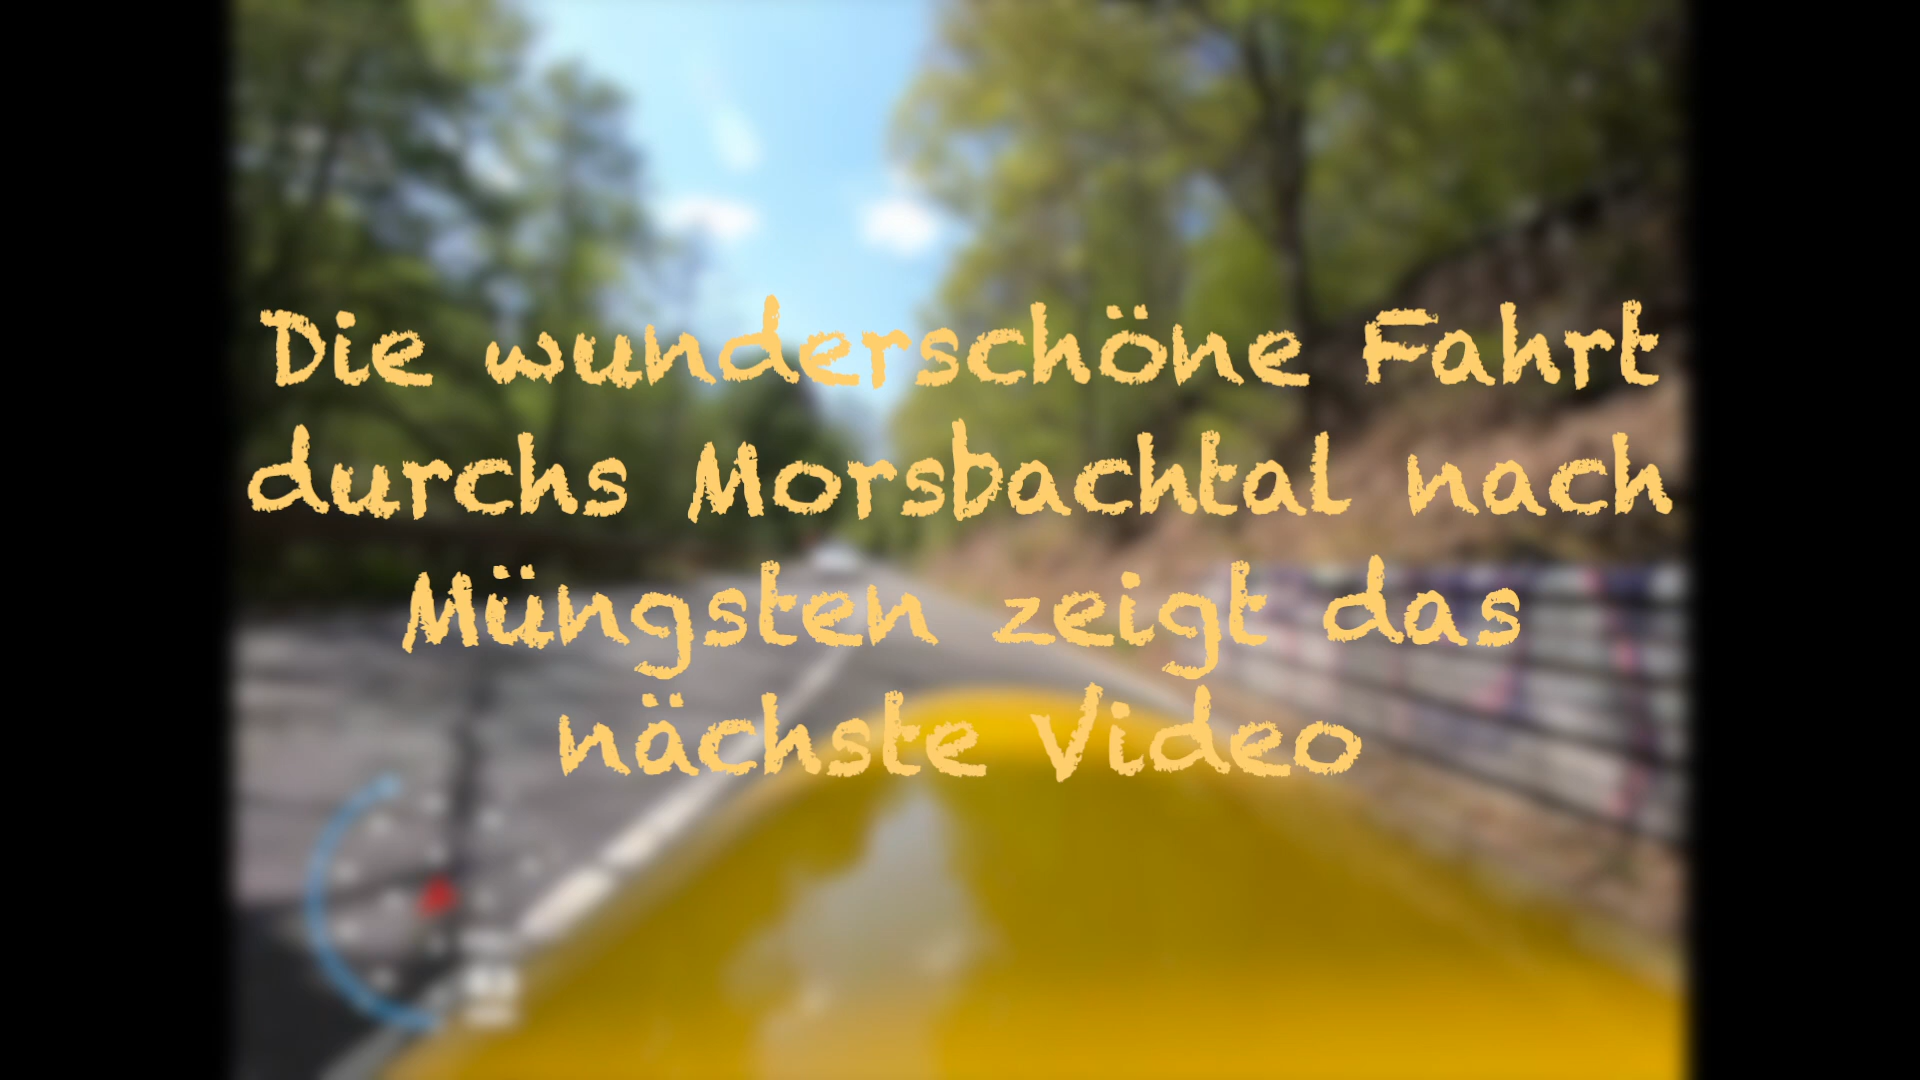 Die wunderschöne Fahrt
durchs Morsbachtal nach
Müngsten zeigt das
nächste Video